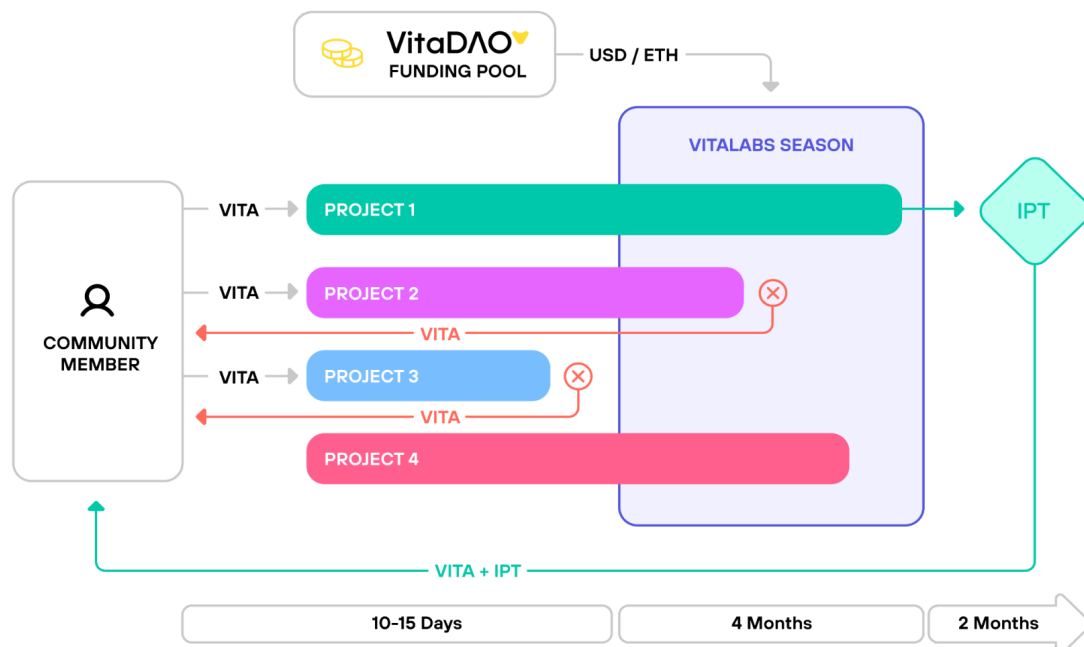 VitaDAO
FUNDING POOL
USD / ETH
VITALABS SEASON
COMMUNITY
MEMBER
VITA
PROJECT 1
IPT
VITA
PROJECT 2
VITA
VITA
PROJECT 3
VITA
PROJECT 4
VITA + IPT
10-15 Days
4 Months
2 Months